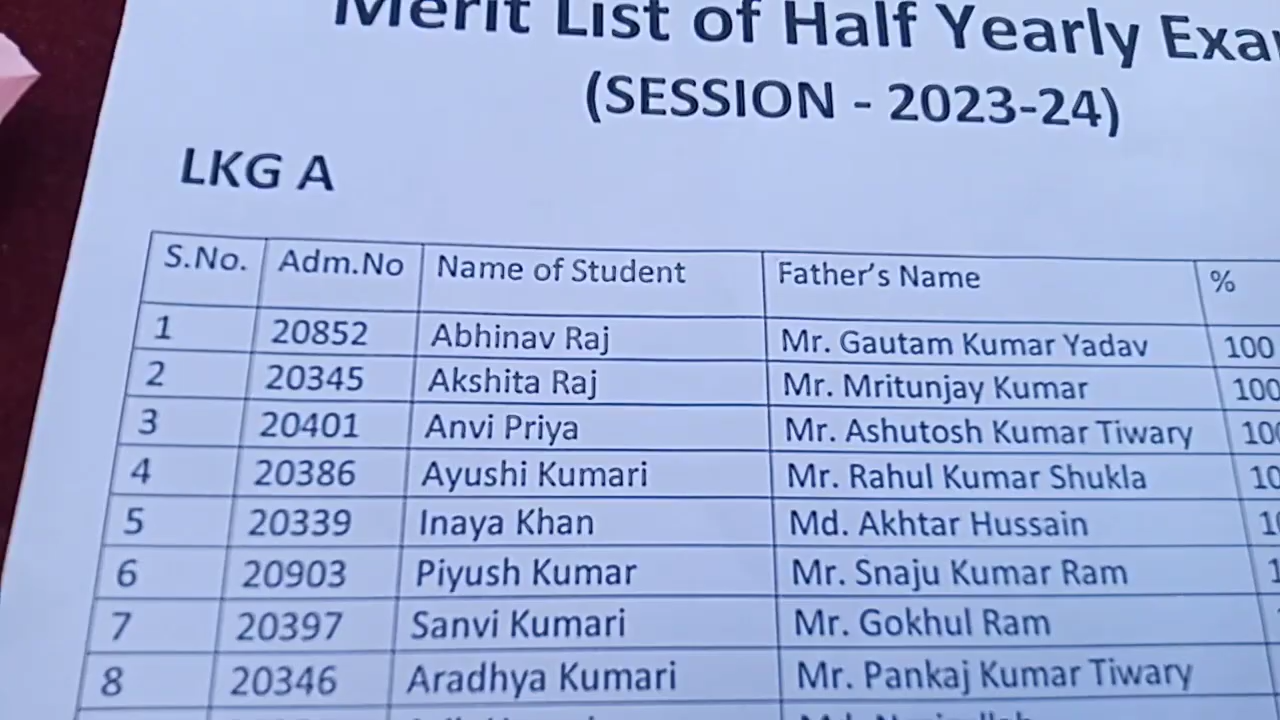 Merit List of Half Yearly
(SESSION - 2023-24)
LKG A
S.No. Adm.No Name of Student Father's Name %
1 20852 Abhinav Raj Mr. Gautam Kumar Yadav 100
2 20345 Akshita Raj Mr. Mritunjay Kumar 100
3 20401 Anvi Priya Mr. Ashutosh Kumar Tiwary
4 20386 Ayushi Kumari Mr. Rahul Kumar Shukla
5 20339 Inaya Khan Md. Akhtar Hussain
6 20903 Piyush Kumar Mr. Snaju Kumar Ram
7 20397 Sanvi Kumari Mr. Gokhul Ram
8 20346 Aradhya Kumari Mr. Pankaj Kumar Tiwary